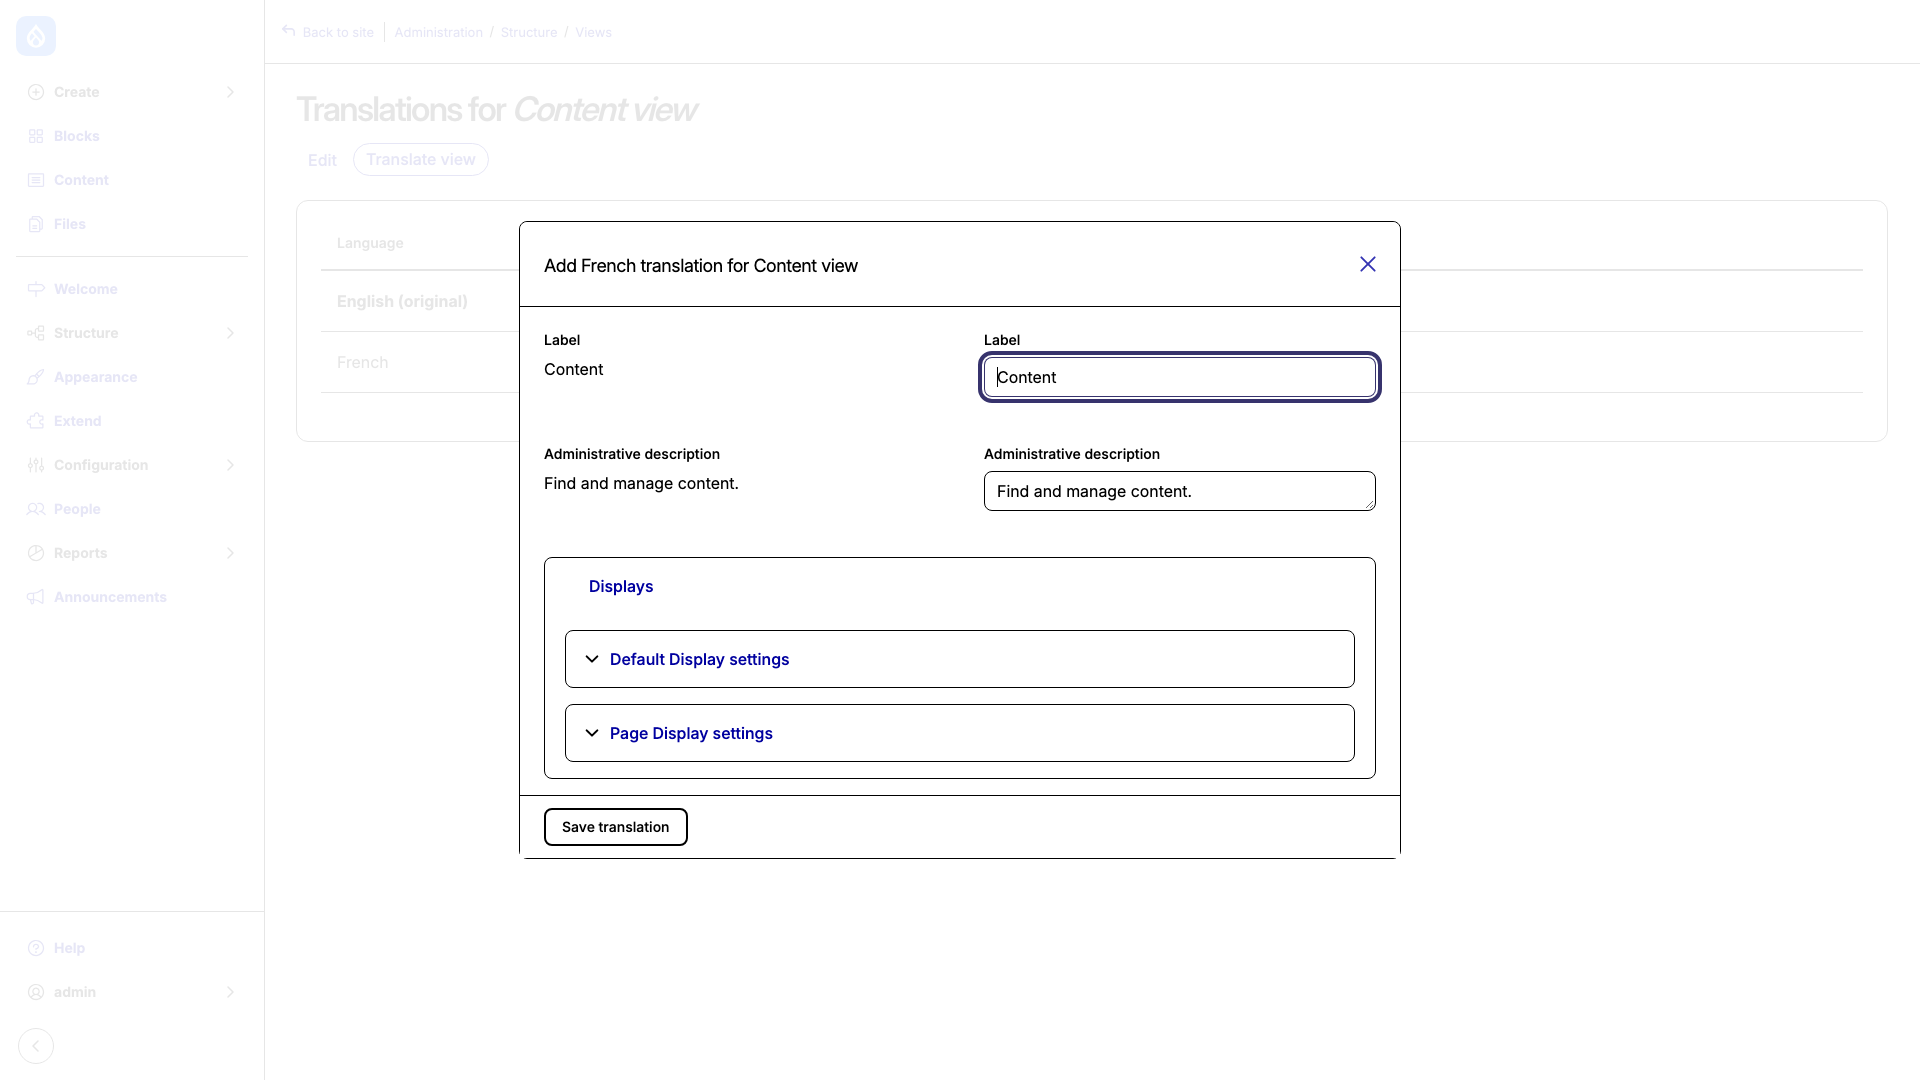 Back to site
Administration / Structure / Views
Create
Blocks
Content
Files
Welcome
Structure
Appearance
Extend
Configuration
People
Reports
Announcements
Help
admin
Translations for Content view
Edit
Translate view
Language
English (original)
French
Add French translation for Content view
Label
Content
Label
Content
Administrative description
Find and manage content.
Administrative description
Find and manage content.
Displays
Default Display settings
Page Display settings
Save translation